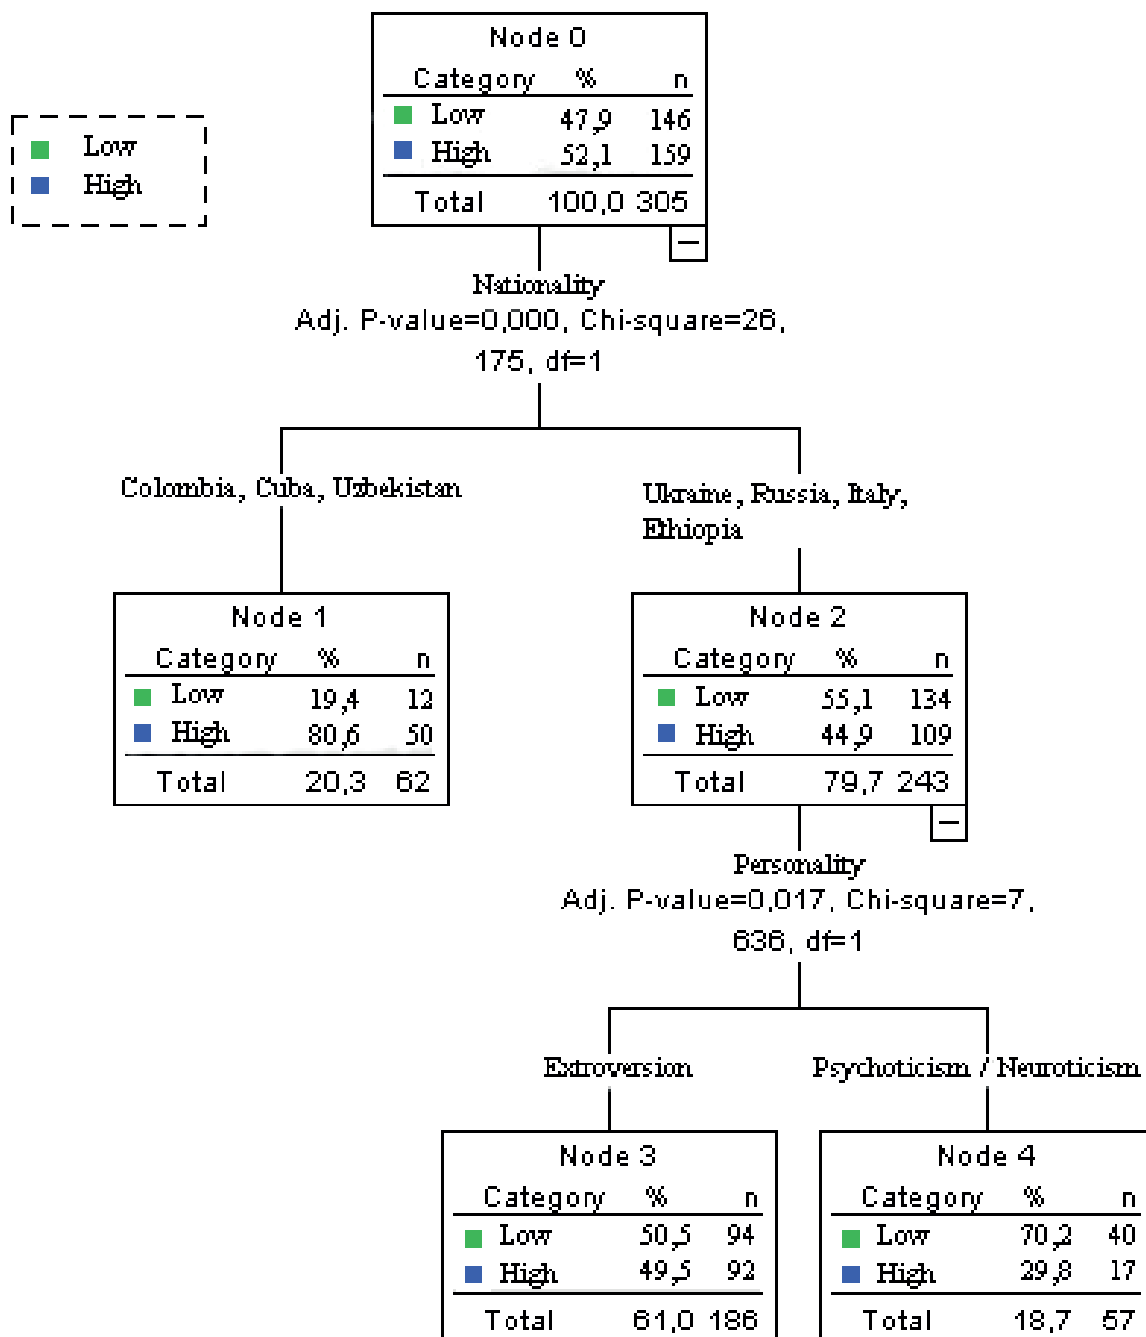 Node 0
Category % n
Low 47,9 146
High 52,1 159
Total 100,0 305
Low
High
Nationality
Adj. P-value=0,000, Chi-square=26,
175, df=1
Colombia, Cuba, Uzbekistan
Ukraine, Russia, Italy,
Ethiopia
Node 1
Category % n
Low 19,4 12
High 80,6 50
Total 20,3 62
Node 2
Category % n
Low 55,1 134
High 44,9 109
Total 79,7 243
Personality
Adj. P-value=0,017, Chi-square=7,
636, df=1
Extroversion
Psychoticism / Neuroticism
Node 3
Category % n
Low 50,5 94
High 49,5 92
Total 61,0 186
Node 4
Category % n
Low 70,2 40
High 29,8 17
Total 18,7 57